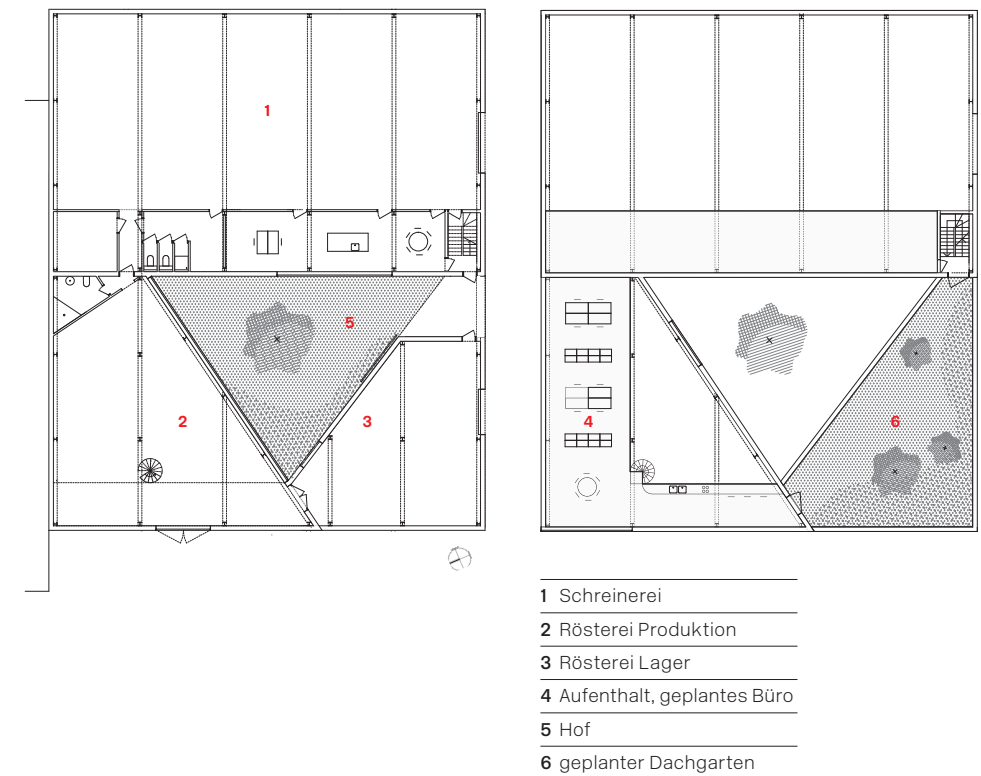 1
5
2
3
4
6
1 Schreinerei
2 Rösterei Produktion
3 Rösterei Lager
4 Aufenthalt, geplantes Büro
5 Hof
6 geplanter Dachgarten